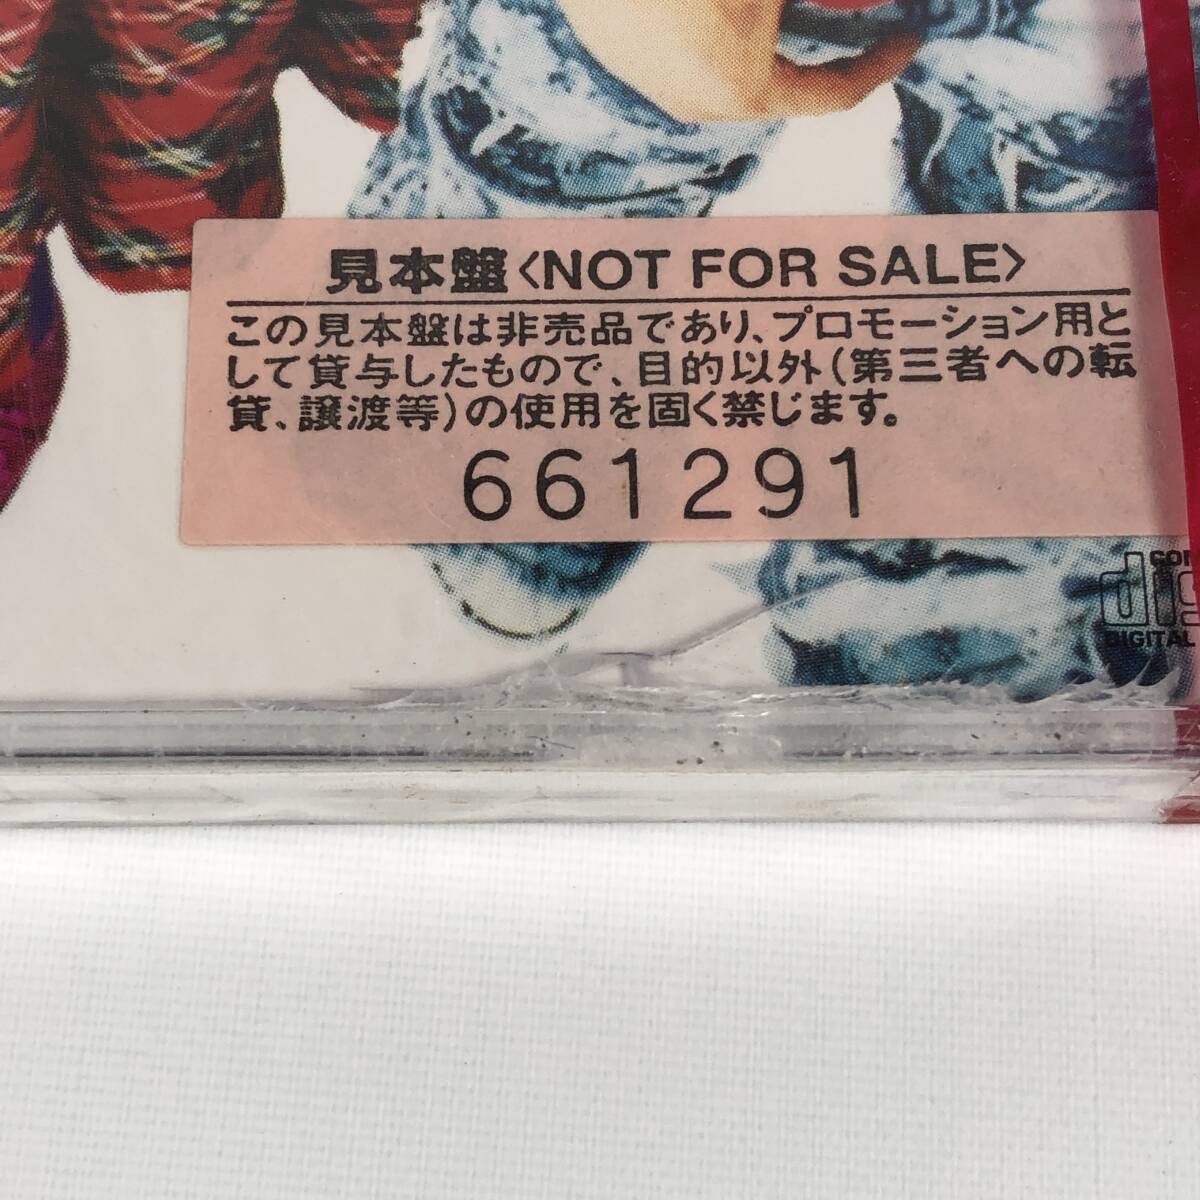 見本盤〈NOT FOR SALE〉
この見本盤は非売品であり、プロモーション用と
して貸与したもので、目的以外(第三者への転
貸、譲渡等)の使用を固く禁じます。
661291
DIGITAL